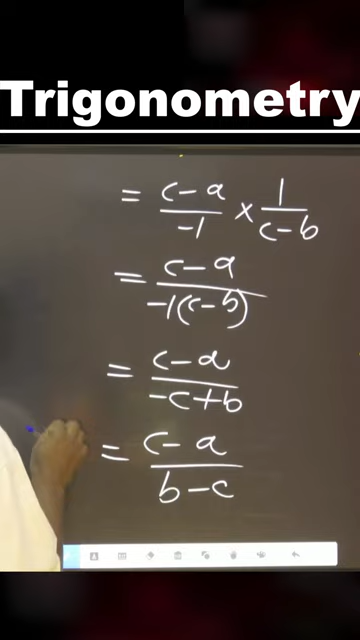 Trigonometry
= c-a/-1 × 1/c-b
= c-a/-1(c-b)
= c-a/-c+b
= c-a/b-c